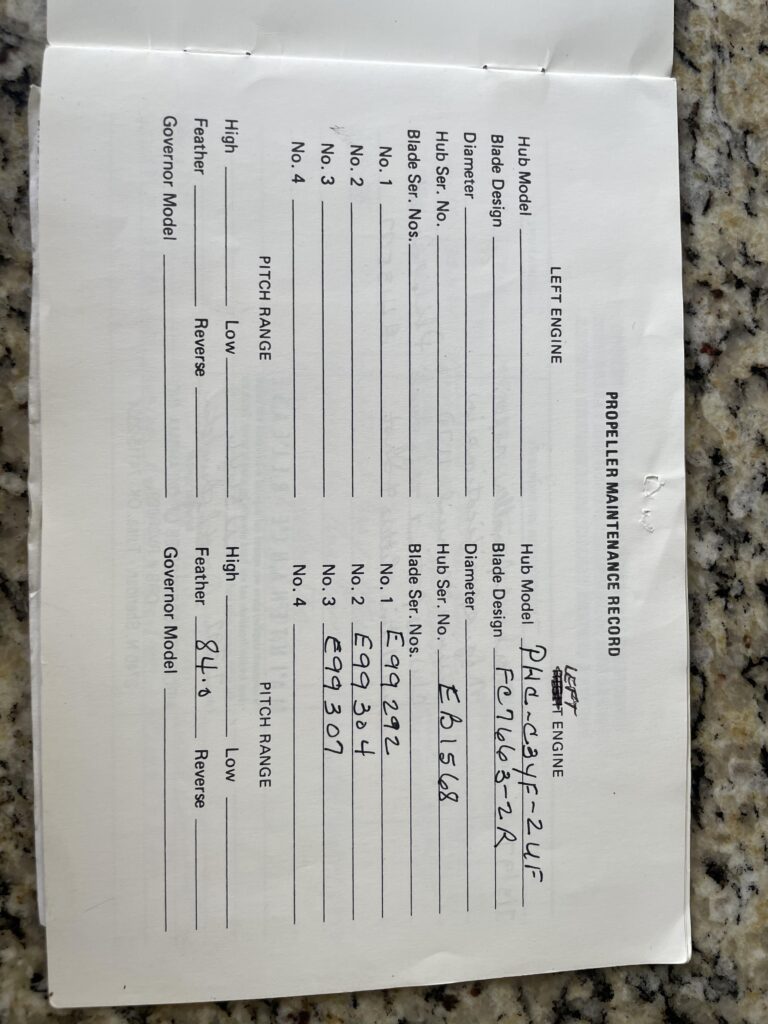 PROPELLER MAINTENANCE RECORD
LEFT ENGINE
Hub Model
Blade Design
Diameter
Hub Ser. No.
Blade Ser. Nos.
No. 1
No. 2
No. 3
No. 4
PITCH RANGE
High Low
Feather Reverse
Governor Model
LEFT ENGINE
Hub Model PHC-C3YF-2UF
Blade Design FC7663-2R
Diameter
Hub Ser. No. EB1568
Blade Ser. Nos.
No. 1 E99292
No. 2 E99304
No. 3 E99307
No. 4
PITCH RANGE
High Low
Feather 84.0 Reverse
Governor Model